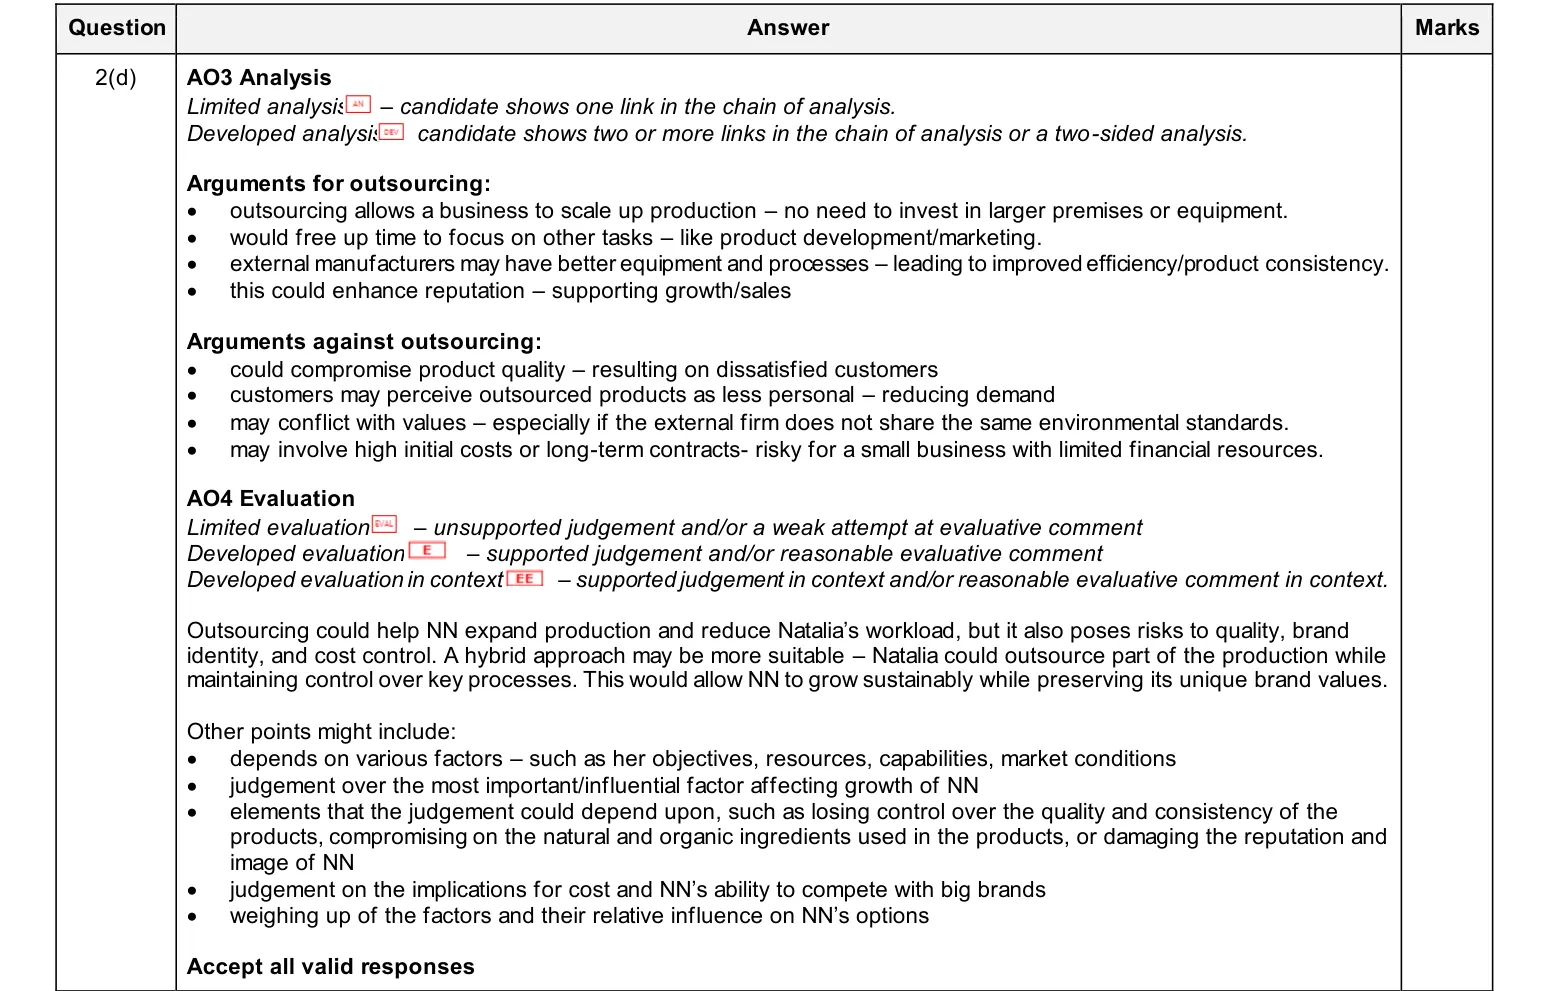 Question Answer Marks
2(d) AO3 Analysis
Limited analysis AN – candidate shows one link in the chain of analysis.
Developed analysis DEV candidate shows two or more links in the chain of analysis or a two-sided analysis.
Arguments for outsourcing:
• outsourcing allows a business to scale up production – no need to invest in larger premises or equipment.
• would free up time to focus on other tasks – like product development/marketing.
• external manufacturers may have better equipment and processes – leading to improved efficiency/product consistency.
• this could enhance reputation – supporting growth/sales
Arguments against outsourcing:
• could compromise product quality – resulting on dissatisfied customers
• customers may perceive outsourced products as less personal – reducing demand
• may conflict with values – especially if the external firm does not share the same environmental standards.
• may involve high initial costs or long-term contracts- risky for a small business with limited financial resources.
AO4 Evaluation
Limited evaluation EVAL – unsupported judgement and/or a weak attempt at evaluative comment
Developed evaluation E – supported judgement and/or reasonable evaluative comment
Developed evaluation in context EE – supported judgement in context and/or reasonable evaluative comment in context.
Outsourcing could help NN expand production and reduce Natalia’s workload, but it also poses risks to quality, brand
identity, and cost control. A hybrid approach may be more suitable – Natalia could outsource part of the production while
maintaining control over key processes. This would allow NN to grow sustainably while preserving its unique brand values.
Other points might include:
• depends on various factors – such as her objectives, resources, capabilities, market conditions
• judgement over the most important/influential factor affecting growth of NN
• elements that the judgement could depend upon, such as losing control over the quality and consistency of the
products, compromising on the natural and organic ingredients used in the products, or damaging the reputation and
image of NN
• judgement on the implications for cost and NN’s ability to compete with big brands
• weighing up of the factors and their relative influence on NN’s options
Accept all valid responses